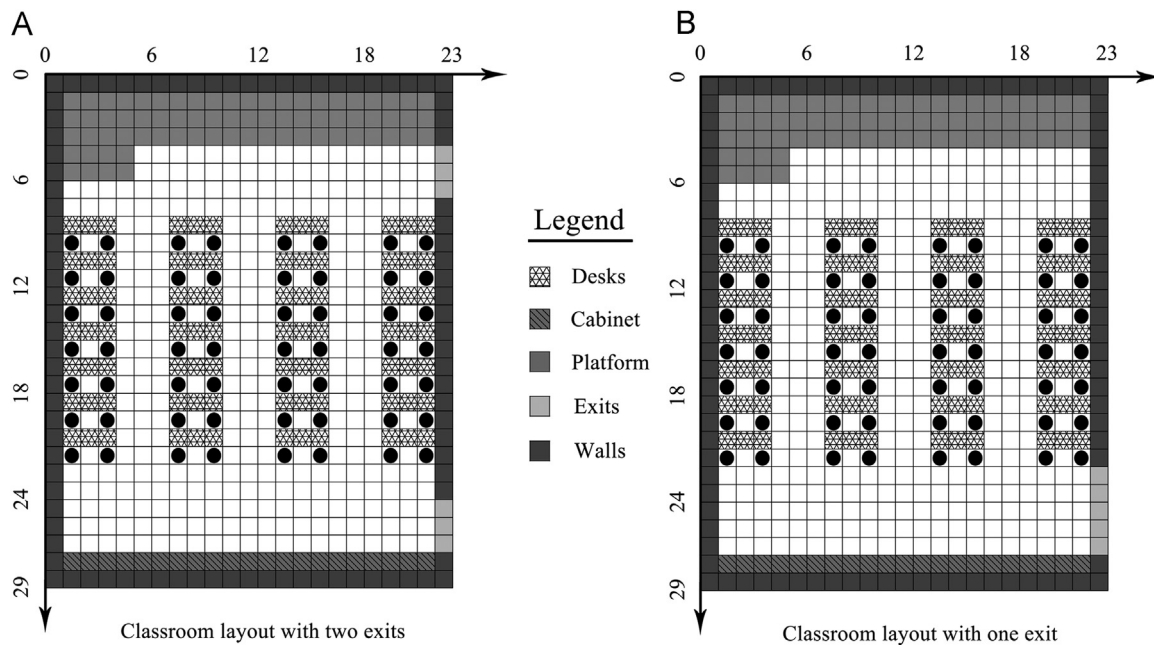 A
0 6 12 18 23
0
6
12
18
24
29
Classroom layout with two exits
Legend
Desks
Cabinet
Platform
Exits
Walls
B
0 6 12 18 23
0
6
12
18
24
29
Classroom layout with one exit